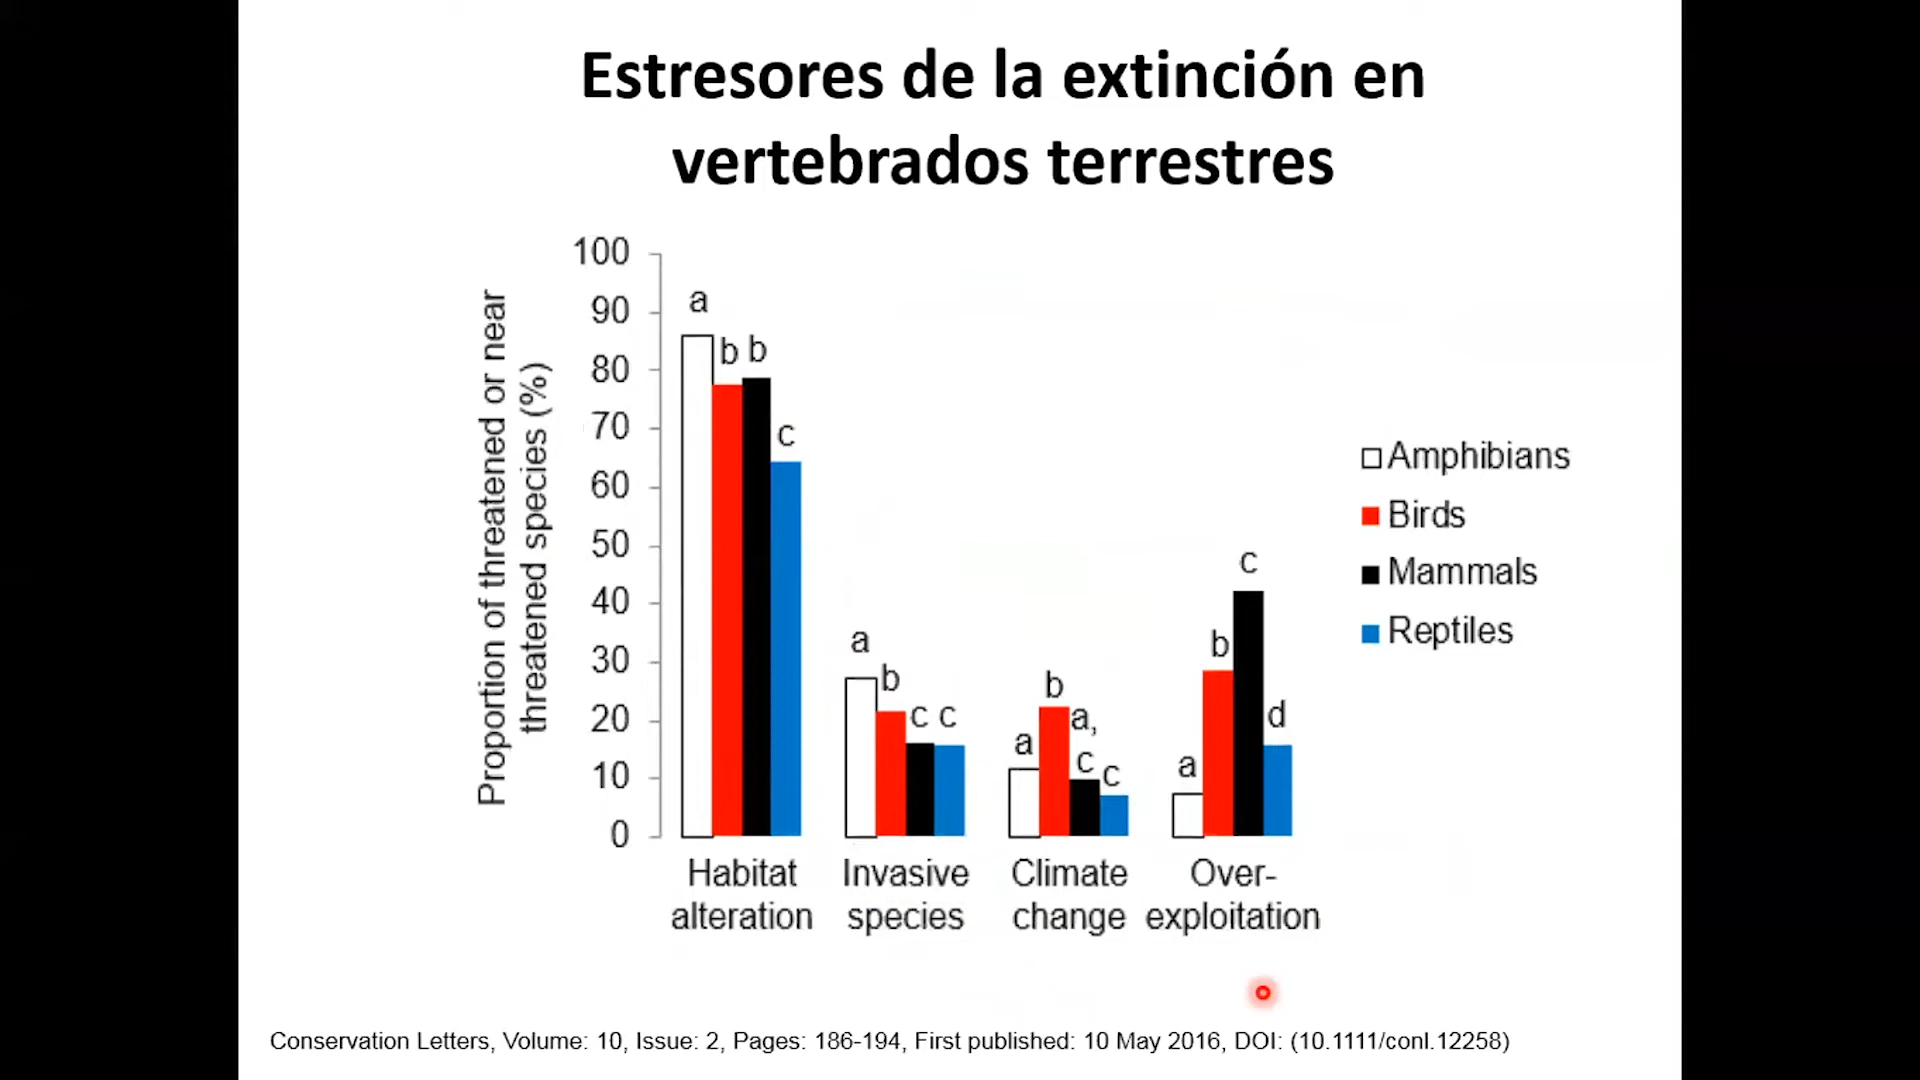 Estresores de la extinción en
vertebrados terrestres
Proportion of threatened or near
threatened species (%)
100
90
80
70
60
50
40
30
20
10
0
a
b b
c
a
b
c c
a
b
a,
c
c
a
b
c
d
Amphibians
Birds
Mammals
Reptiles
Habitat
alteration
Invasive
species
Climate
change
Over-
exploitation
Conservation Letters, Volume: 10, Issue: 2, Pages: 186-194, First published: 10 May 2016, DOI: (10.1111/conl.12258)